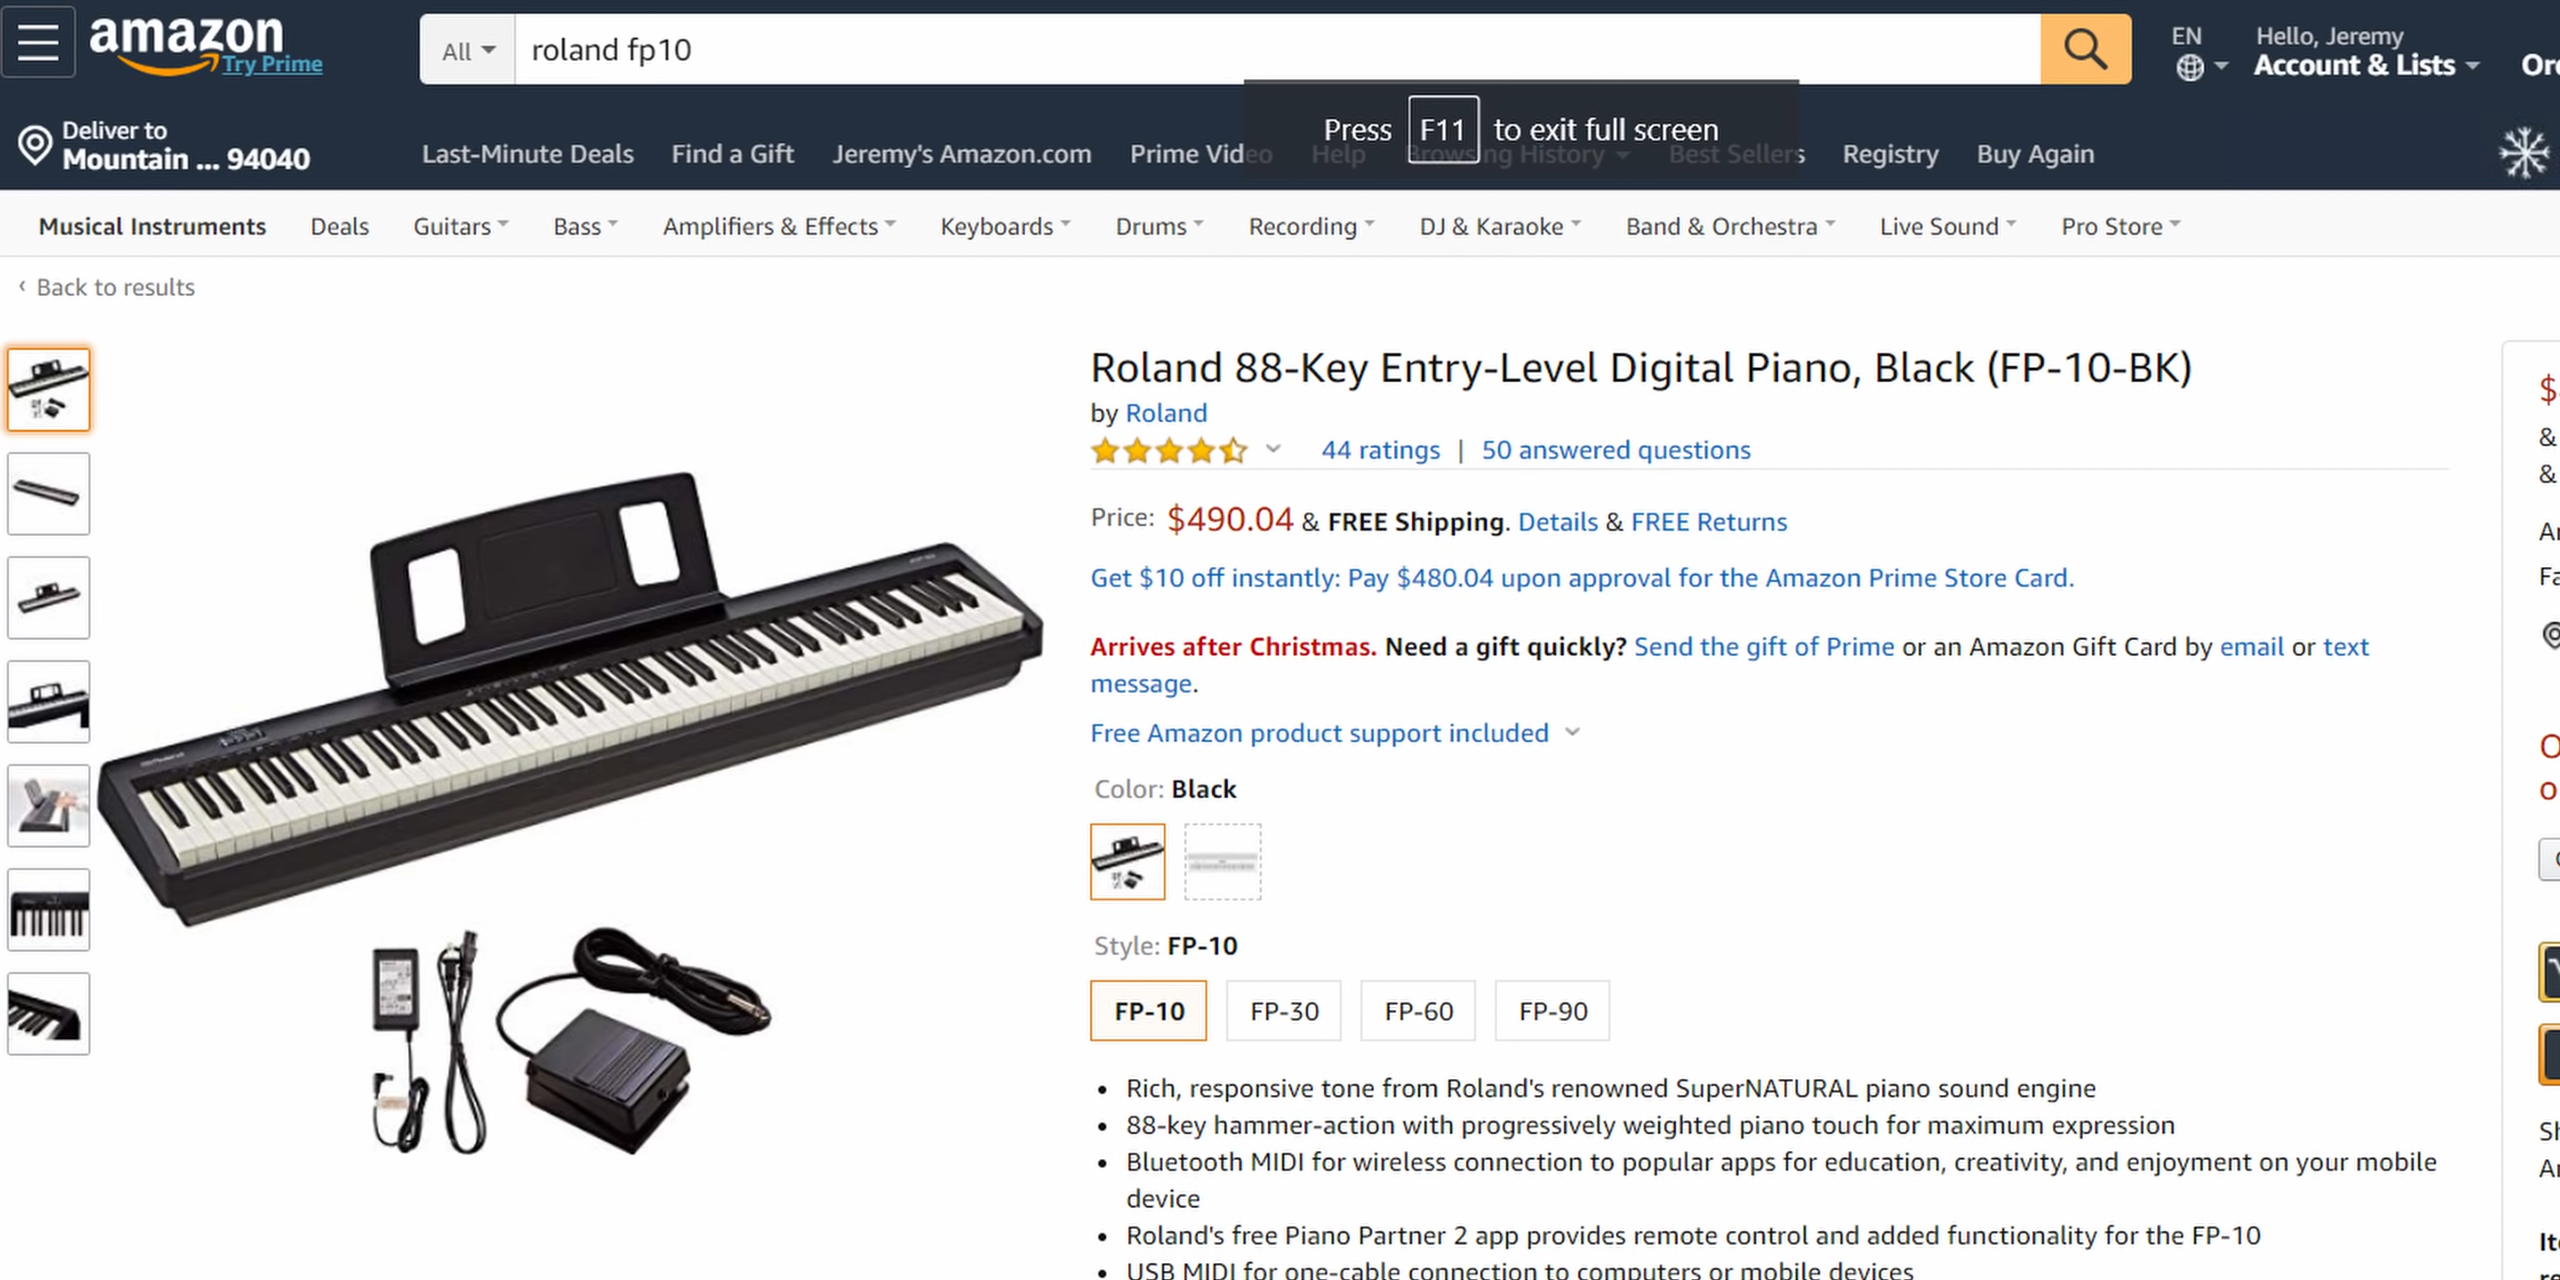 amazon
Try Prime
All
roland fp10
EN
Hello, Jeremy
Account & Lists
Deliver to
Mountain ... 94040
Last-Minute Deals
Find a Gift
Jeremy's Amazon.com
Prime Video
Help
Browsing History
Best Sellers
Registry
Buy Again
Press F11 to exit full screen
Musical Instruments
Deals
Guitars
Bass
Amplifiers & Effects
Keyboards
Drums
Recording
DJ & Karaoke
Band & Orchestra
Live Sound
Pro Store
‹ Back to results
Roland 88-Key Entry-Level Digital Piano, Black (FP-10-BK)
by Roland
44 ratings | 50 answered questions
Price: $490.04 & FREE Shipping. Details & FREE Returns
Get $10 off instantly: Pay $480.04 upon approval for the Amazon Prime Store Card.
Arrives after Christmas. Need a gift quickly? Send the gift of Prime or an Amazon Gift Card by email or text
message.
Free Amazon product support included
Color: Black
Style: FP-10
FP-10
FP-30
FP-60
FP-90
• Rich, responsive tone from Roland's renowned SuperNATURAL piano sound engine
• 88-key hammer-action with progressively weighted piano touch for maximum expression
• Bluetooth MIDI for wireless connection to popular apps for education, creativity, and enjoyment on your mobile
device
• Roland's free Piano Partner 2 app provides remote control and added functionality for the FP-10
• USB MIDI for one-cable connection to computers or mobile devices
$
&
&